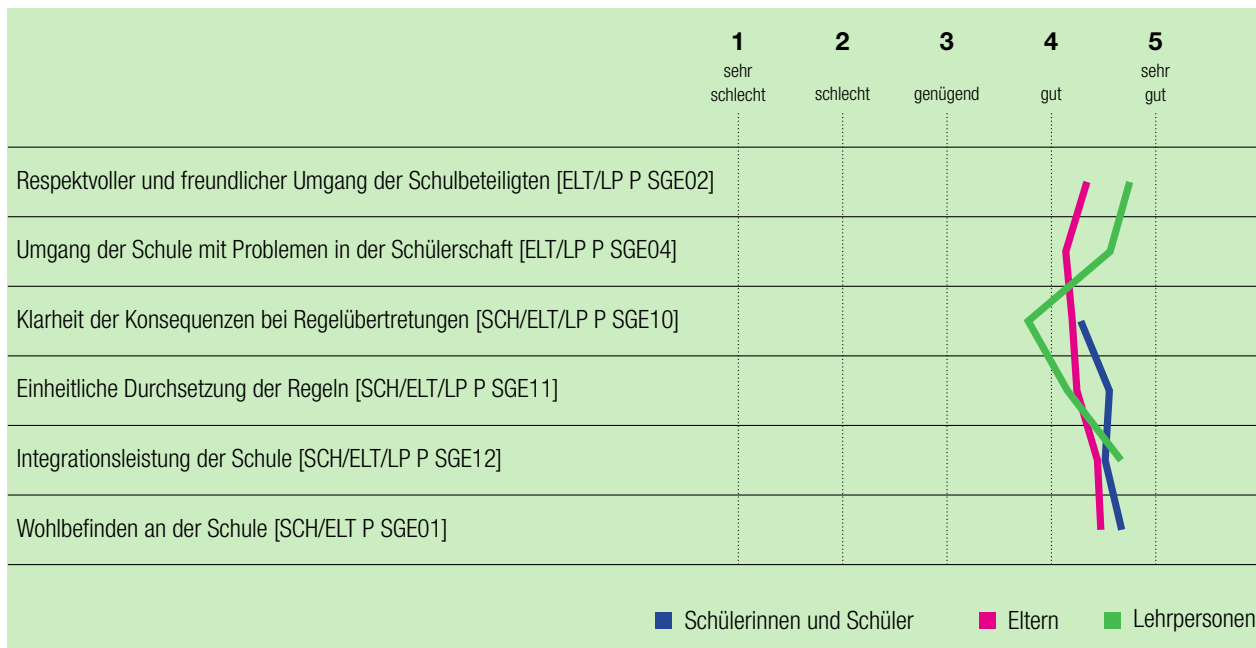 1 2 3 4 5
sehr schlecht schlecht genügend gut sehr gut
Respektvoller und freundlicher Umgang der Schulbeteiligten [ELT/LP P SGE02]
Umgang der Schule mit Problemen in der Schülerschaft [ELT/LP P SGE04]
Klarheit der Konsequenzen bei Regelübertretungen [SCH/ELT/LP P SGE10]
Einheitliche Durchsetzung der Regeln [SCH/ELT/LP P SGE11]
Integrationsleistung der Schule [SCH/ELT/LP P SGE12]
Wohlbefinden an der Schule [SCH/ELT P SGE01]
Schülerinnen und Schüler Eltern Lehrpersonen